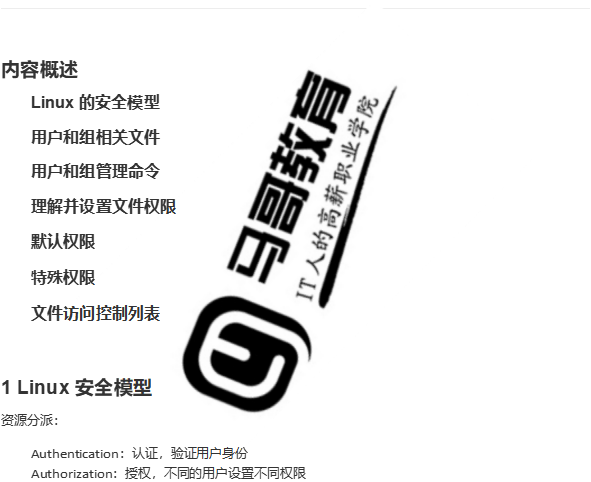 内容概述
Linux 的安全模型
用户和组相关文件
用户和组管理命令
理解并设置文件权限
默认权限
特殊权限
文件访问控制列表
马哥教育
IT人的高薪职业学院
1 Linux 安全模型
资源分派：
Authentication：认证，验证用户身份
Authorization：授权，不同的用户设置不同权限